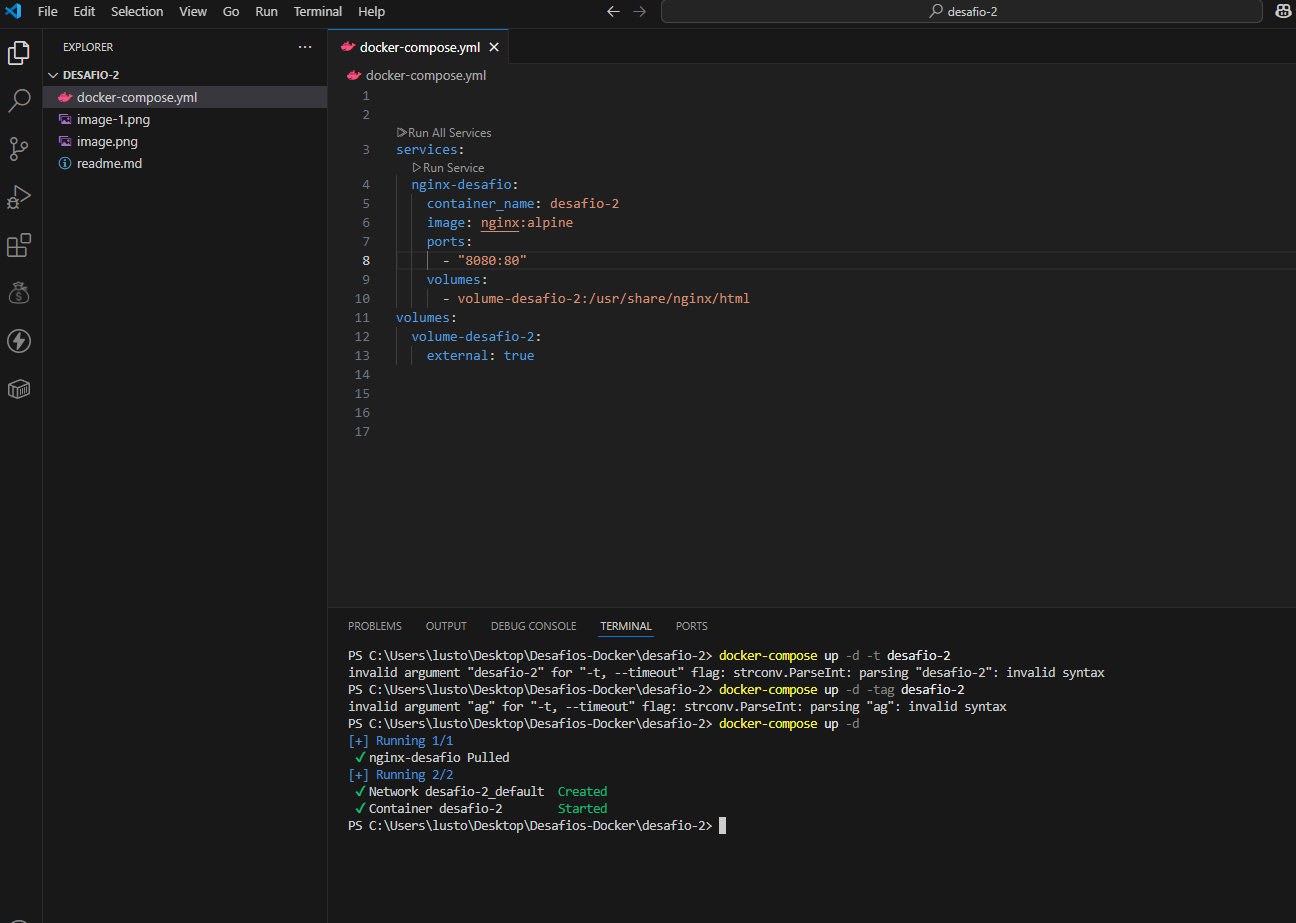 File Edit Selection View Go Run Terminal Help
desafio-2
EXPLORER
DESAFIO-2
docker-compose.yml
image-1.png
image.png
readme.md
docker-compose.yml
docker-compose.yml
1
2
Run All Services
3 services:
Run Service
4 nginx-desafio:
5 container_name: desafio-2
6 image: nginx:alpine
7 ports:
8 - "8080:80"
9 volumes:
10 - volume-desafio-2:/usr/share/nginx/html
11 volumes:
12 volume-desafio-2:
13 external: true
14
15
16
17
PROBLEMS OUTPUT DEBUG CONSOLE TERMINAL PORTS
PS C:\Users\lusto\Desktop\Desafios-Docker\desafio-2> docker-compose up -d -t desafio-2
invalid argument "desafio-2" for "-t, --timeout" flag: strconv.ParseInt: parsing "desafio-2": invalid syntax
PS C:\Users\lusto\Desktop\Desafios-Docker\desafio-2> docker-compose up -d -tag desafio-2
invalid argument "ag" for "-t, --timeout" flag: strconv.ParseInt: parsing "ag": invalid syntax
PS C:\Users\lusto\Desktop\Desafios-Docker\desafio-2> docker-compose up -d
[+] Running 1/1
✓ nginx-desafio Pulled
[+] Running 2/2
✓ Network desafio-2_default Created
✓ Container desafio-2 Started
PS C:\Users\lusto\Desktop\Desafios-Docker\desafio-2>